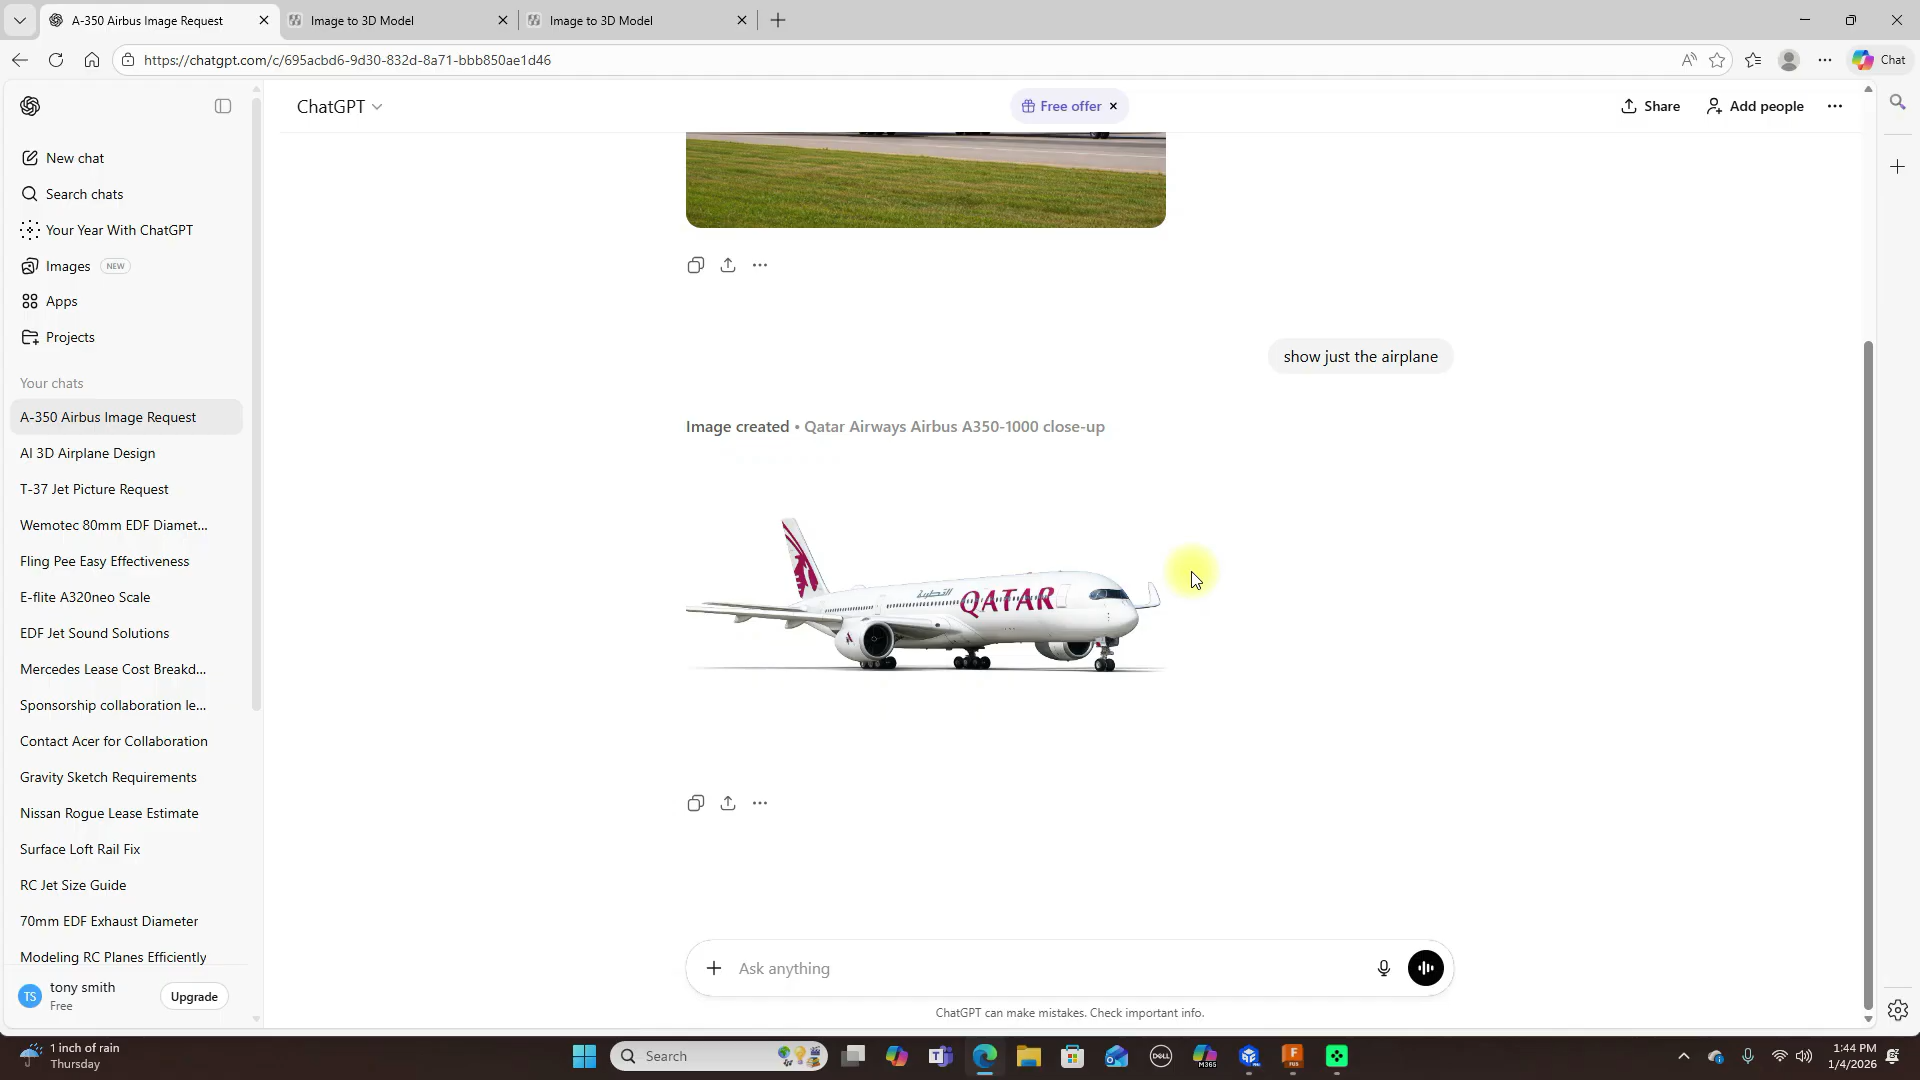 A-350 Airbus Image Request
Image to 3D Model
Image to 3D Model
https://chatgpt.com/c/695acbd6-9d30-832d-8a71-bbb850ae1d46
Chat
ChatGPT
Free offer
Share
Add people
New chat
Search chats
Your Year With ChatGPT
Images NEW
Apps
Projects
Your chats
A-350 Airbus Image Request
AI 3D Airplane Design
T-37 Jet Picture Request
Wemotec 80mm EDF Diamet...
Fling Pee Easy Effectiveness
E-flite A320neo Scale
EDF Jet Sound Solutions
Mercedes Lease Cost Breakd...
Sponsorship collaboration le...
Contact Acer for Collaboration
Gravity Sketch Requirements
Nissan Rogue Lease Estimate
Surface Loft Rail Fix
RC Jet Size Guide
70mm EDF Exhaust Diameter
Modeling RC Planes Efficiently
TS
tony smith
Free
Upgrade
show just the airplane
Image created • Qatar Airways Airbus A350-1000 close-up
القطرية
QATAR
Ask anything
ChatGPT can make mistakes. Check important info.
1 inch of rain
Thursday
Search
DELL
M365
F
FUS
1:44 PM
1/4/2026